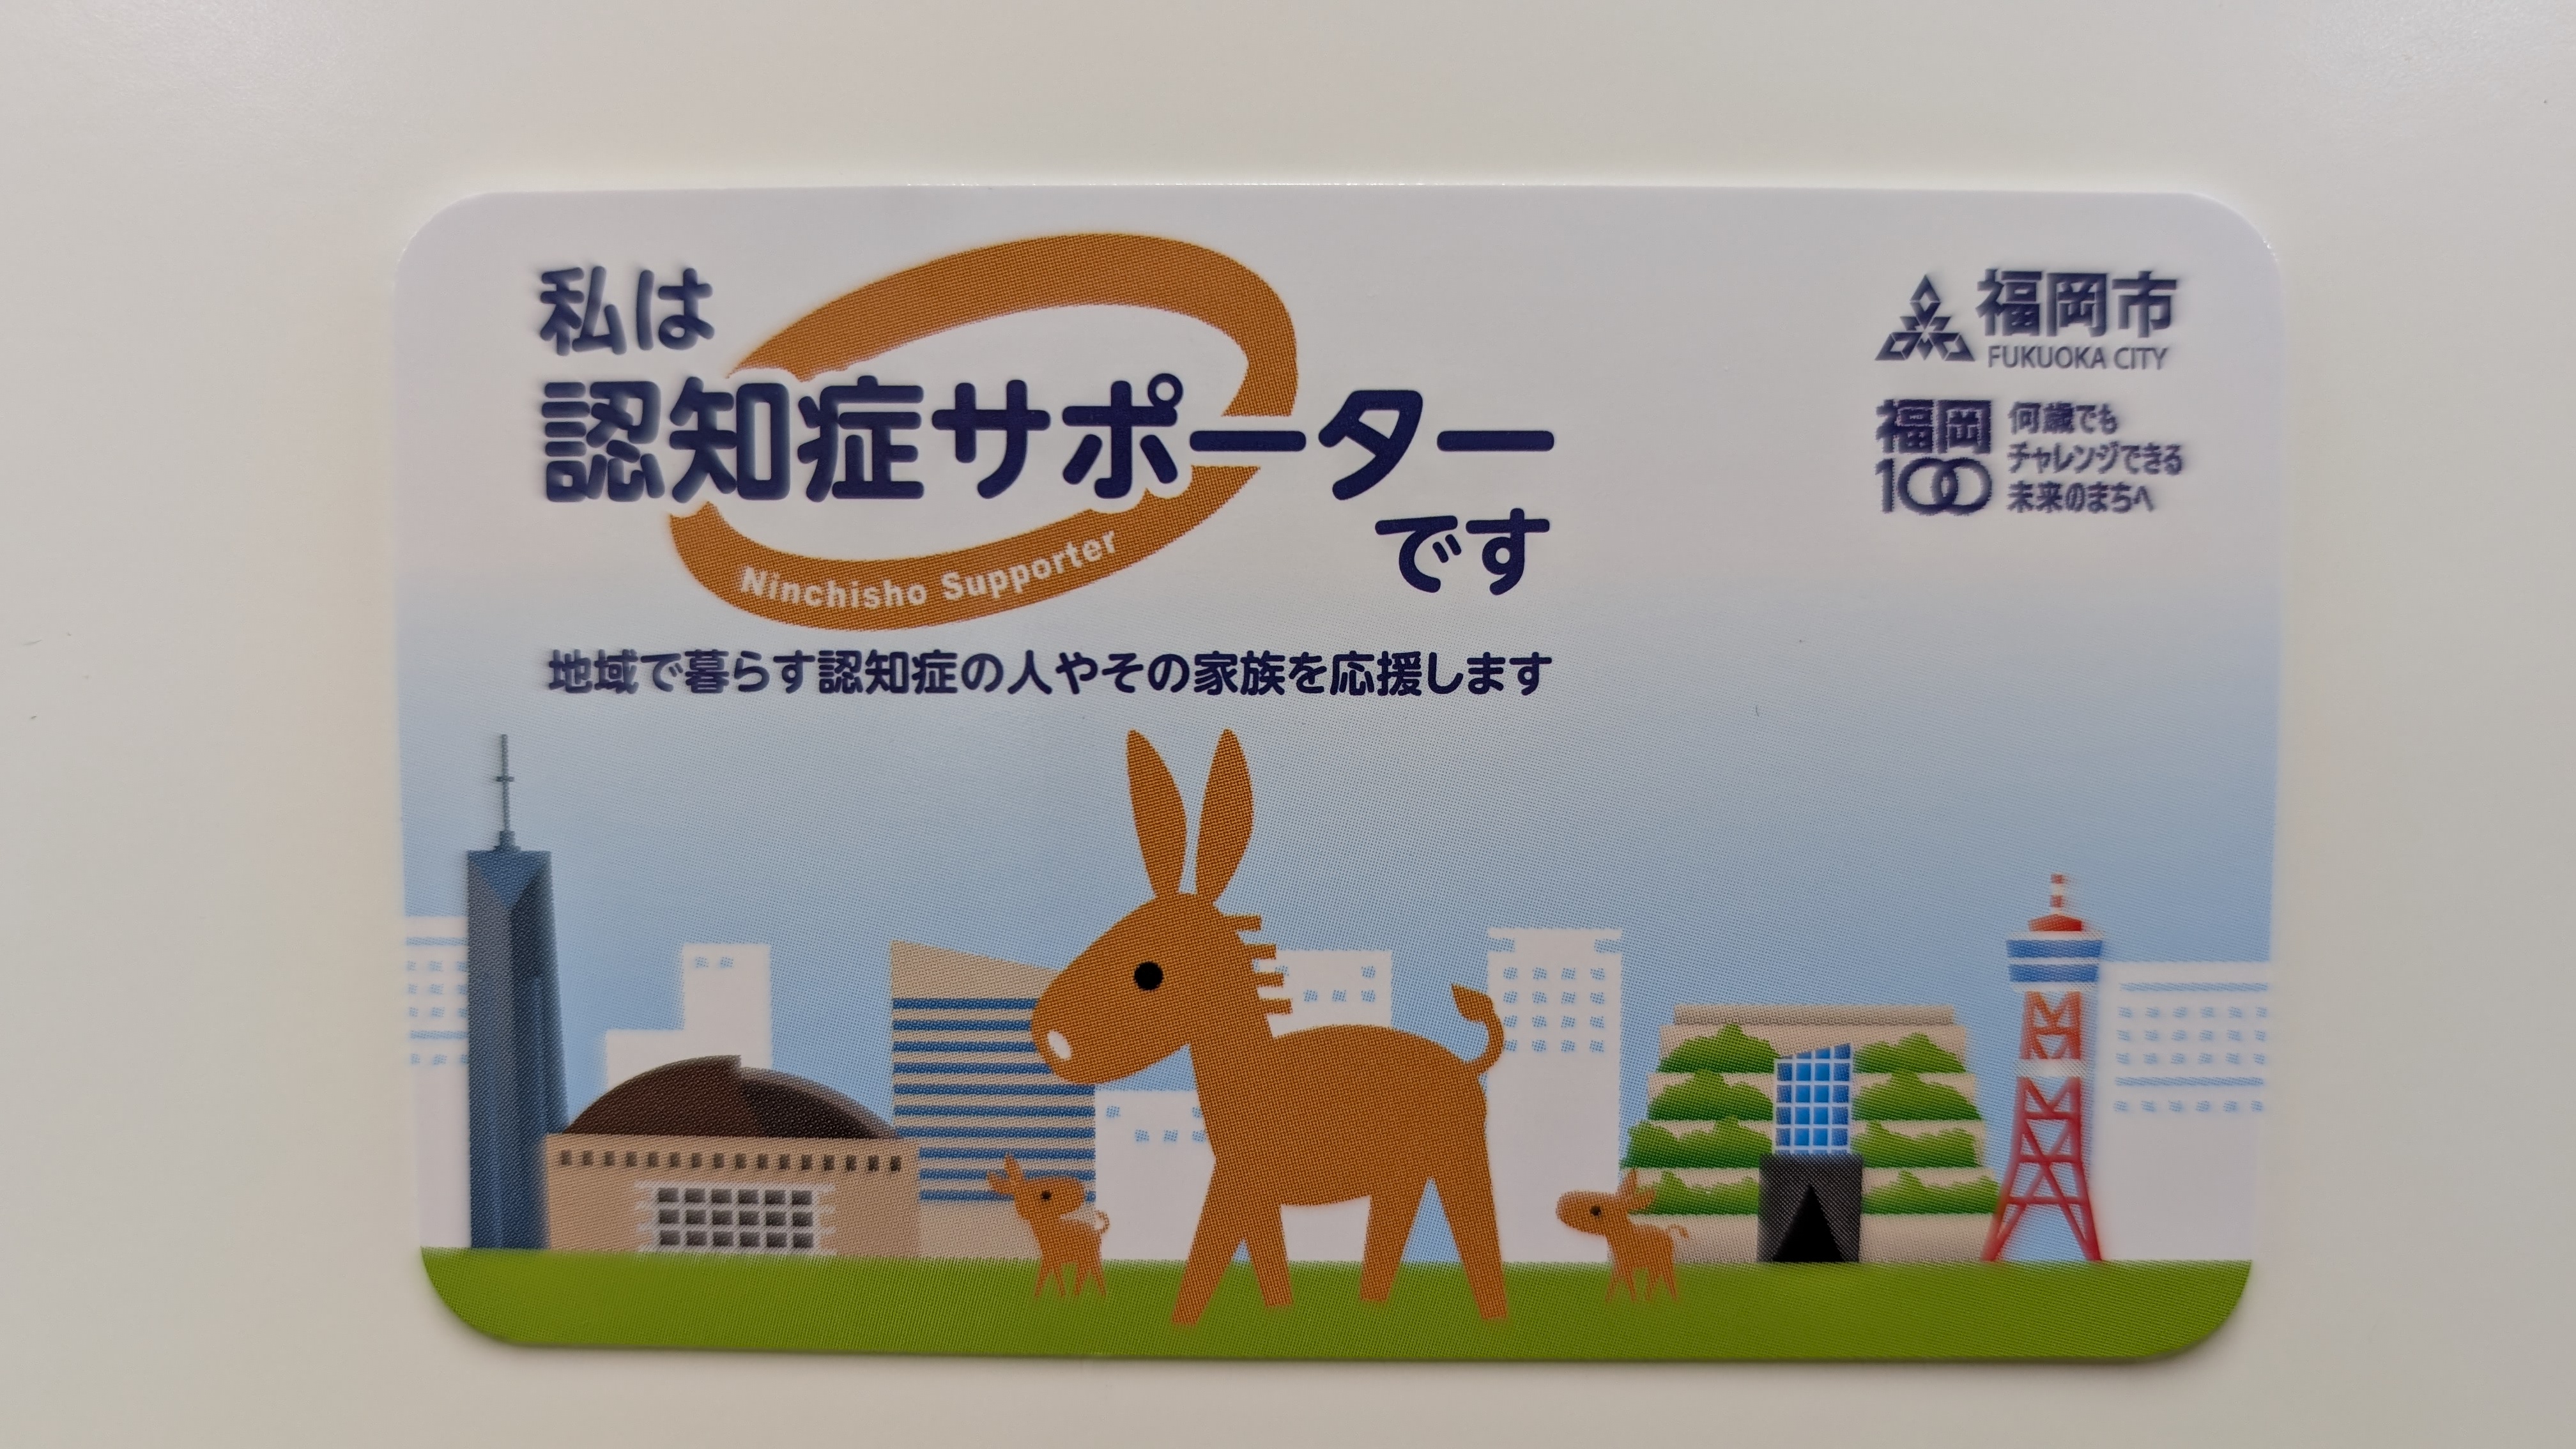 私は
認知症サポーター
です
Ninchisho Supporter
地域で暮らす認知症の人やその家族を応援します
福岡市
FUKUOKA CITY
福岡
100
何歳でも
チャレンジできる
未来のまちへ